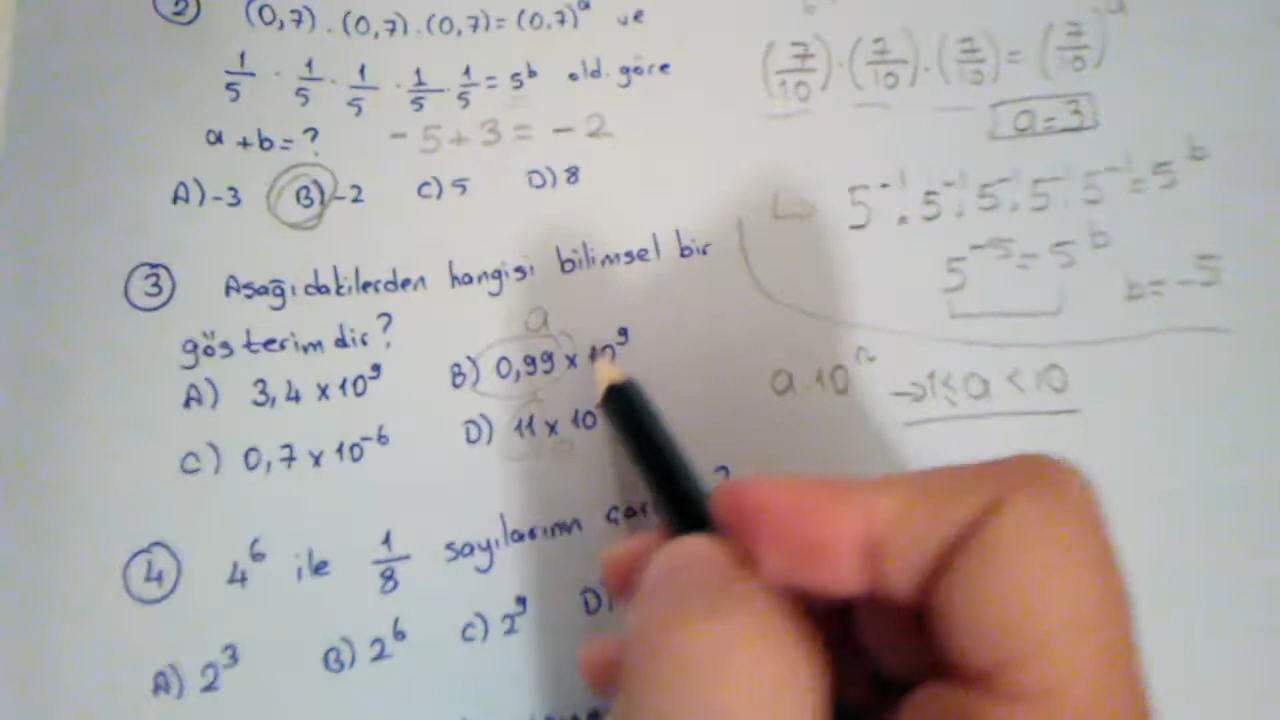 2 (0,7).(0,7).(0,7)=(0,7)^a ve
1/5 . 1/5 . 1/5 . 1/5 . 1/5 = 5^b old. göre
a+b=? -5+3=-2
A)-3 B)-2 C)5 D)8
3 Aşağıdakilerden hangisi bilimsel bir
gösterimdir?
a
A) 3,4 x 10^9 B) 0,99 x 10^9
C) 0,7 x 10^-6 D) 11 x 10
4 4^6 ile 1/8 sayılarının ?
A) 2^3 B) 2^6 C) 2^9 D)
(7/10).(7/10).(7/10)=(7/10)^a
a=3
↳ 5^-1.5^-1.5^-1.5^-1.5^-1=5^b
5^-5=5^b b=-5
a.10^n →1≤a<10